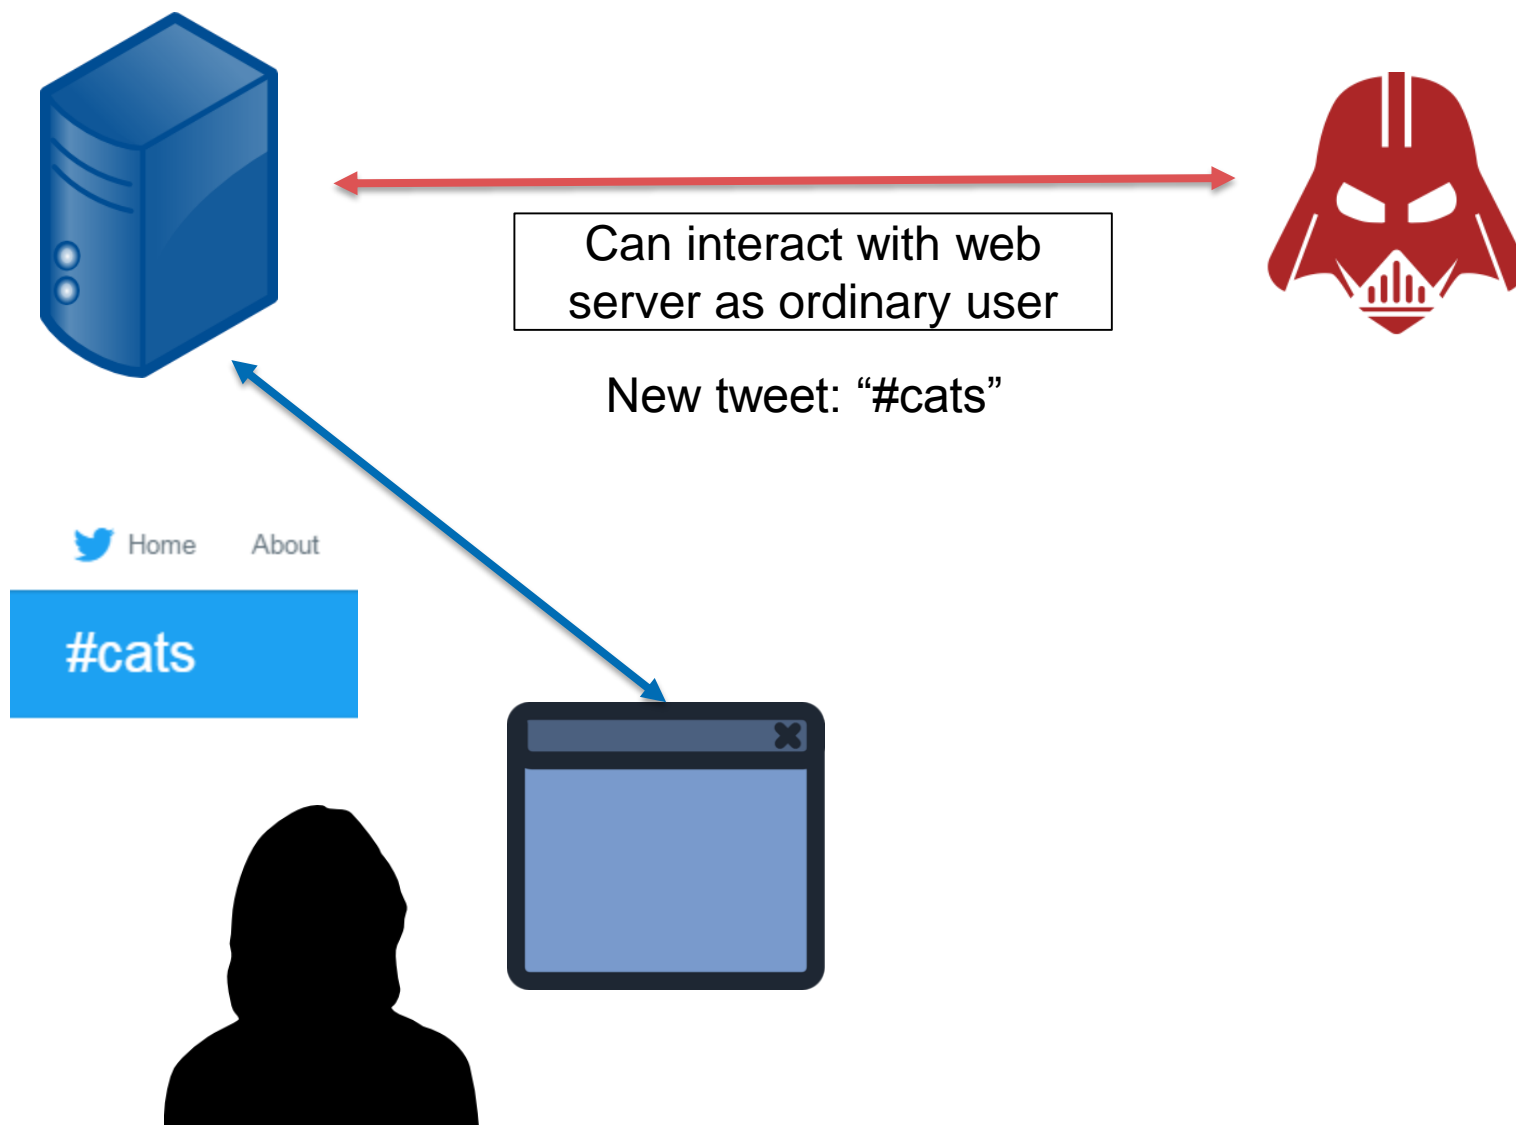 Can interact with web
server as ordinary user
New tweet: “#cats”
Home About
#cats